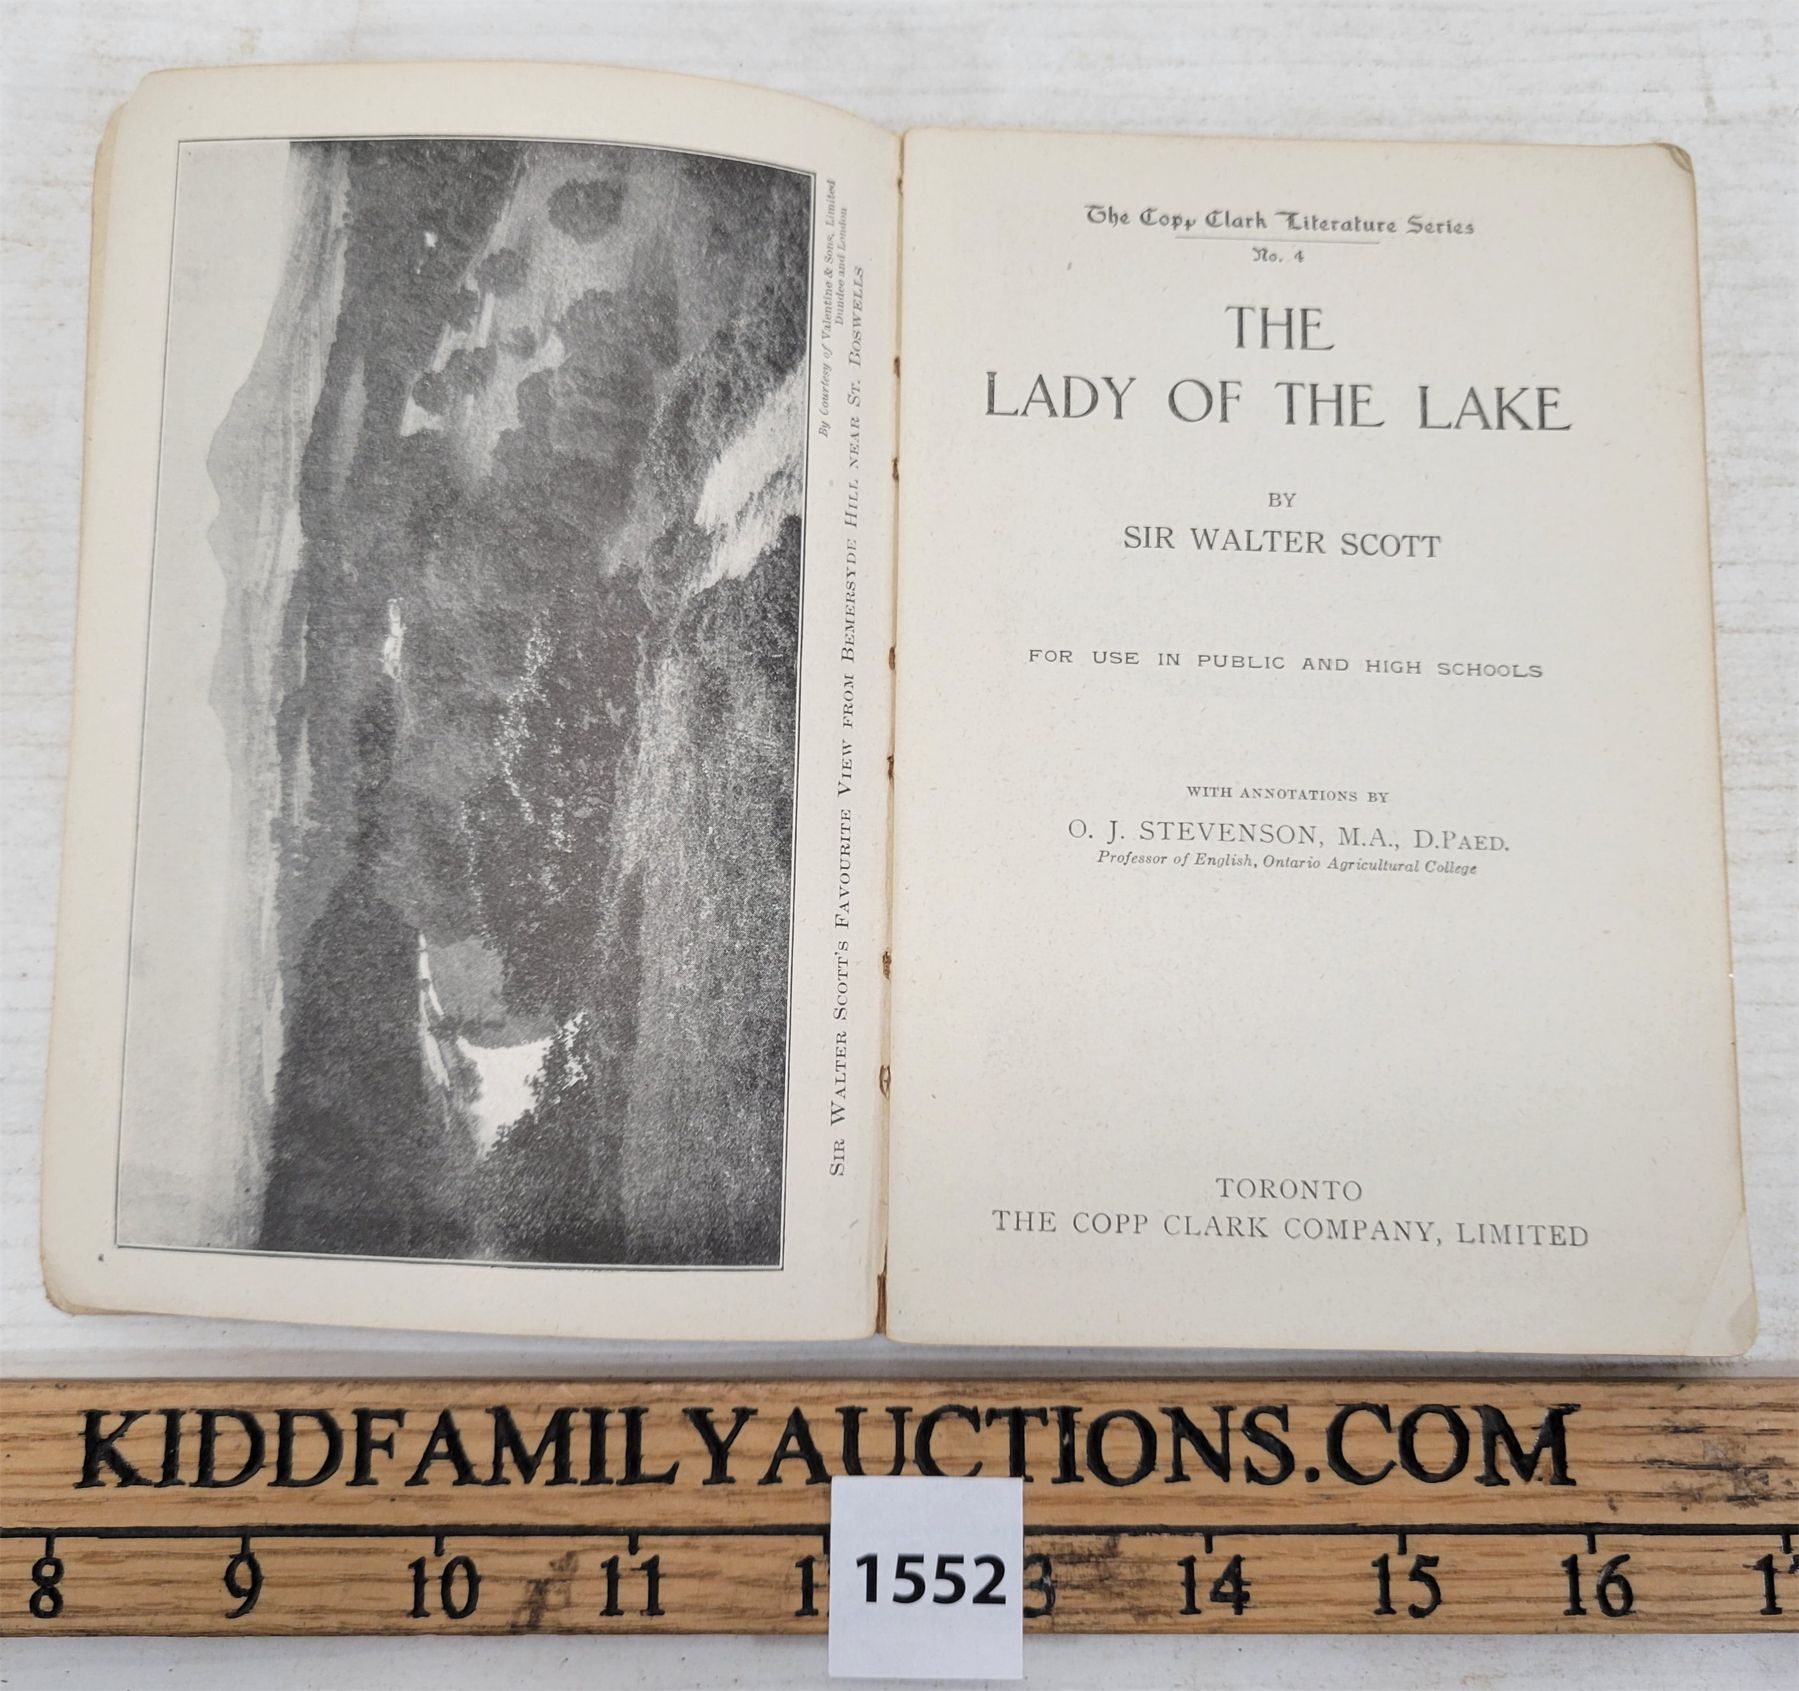 By Courtesy of Valentine & Sons, Limited
Dundee and London
SIR WALTER SCOTT'S FAVOURITE VIEW FROM BEMERSYDE HILL NEAR ST. BOSWELLS
The Copp Clark Literature Series
No. 4
THE
LADY OF THE LAKE
BY
SIR WALTER SCOTT
FOR USE IN PUBLIC AND HIGH SCHOOLS
WITH ANNOTATIONS BY
O. J. STEVENSON, M.A., D.PAED.
Professor of English, Ontario Agricultural College
TORONTO
THE COPP CLARK COMPANY, LIMITED
KIDDFAMILYAUCTIONS.COM
8 9 10 11 14 15 16
1552